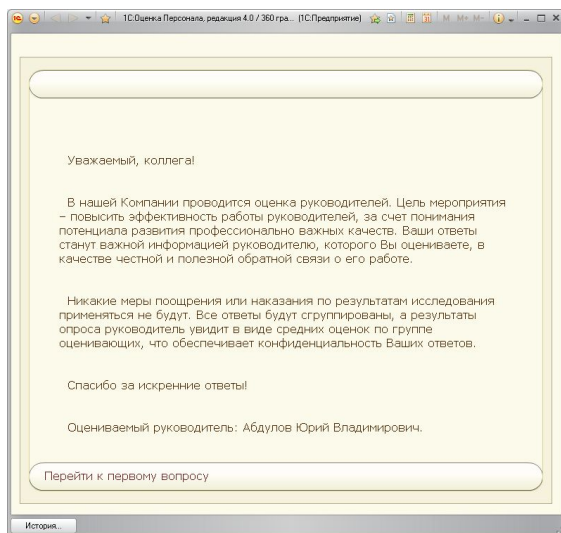 1С:Оценка Персонала, редакция 4.0 / 360 гра... (1С:Предприятие)
M M+ M-
Уважаемый, коллега!
В нашей Компании проводится оценка руководителей. Цель мероприятия
– повысить эффективность работы руководителей, за счет понимания
потенциала развития профессионально важных качеств. Ваши ответы
станут важной информацией руководителю, которого Вы оцениваете, в
качестве честной и полезной обратной связи о его работе.
Никакие меры поощрения или наказания по результатам исследования
применяться не будут. Все ответы будут сгруппированы, а результаты
опроса руководитель увидит в виде средних оценок по группе
оценивающих, что обеспечивает конфиденциальность Ваших ответов.
Спасибо за искренние ответы!
Оцениваемый руководитель: Абдулов Юрий Владимирович.
Перейти к первому вопросу
История...